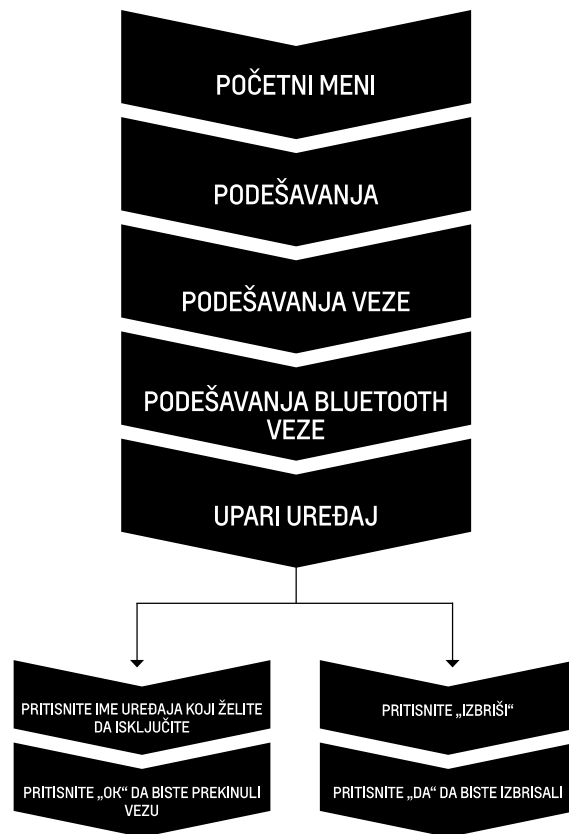 POČETNI MENI
PODEŠAVANJA
PODEŠAVANJA VEZE
PODEŠAVANJA BLUETOOTH
VEZE
UPARI UREĐAJ
PRITISNITE IME UREĐAJA KOJI ŽELITE
DA ISKLJUČITE
PRITISNITE „OK“ DA BISTE PREKINULI
VEZU
PRITISNITE „IZBRIŠI“
PRITISNITE „DA“ DA BISTE IZBRISALI